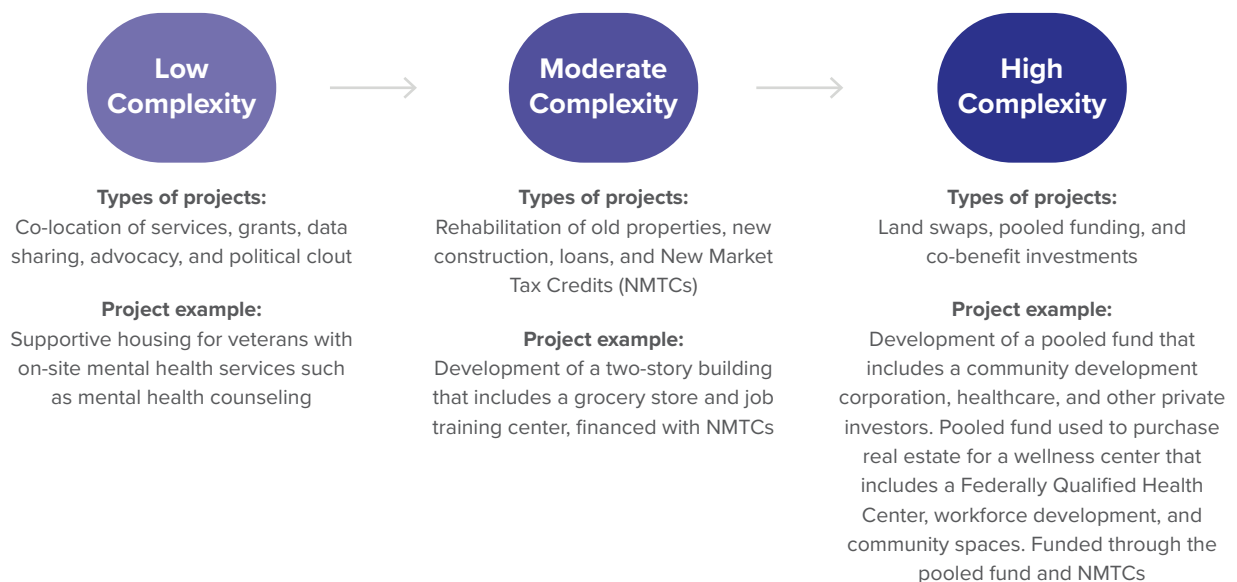 Low
Complexity
Types of projects:
Co-location of services, grants, data
sharing, advocacy, and political clout
Project example:
Supportive housing for veterans with
on-site mental health services such
as mental health counseling
Moderate
Complexity
Types of projects:
Rehabilitation of old properties, new
construction, loans, and New Market
Tax Credits (NMTCs)
Project example:
Development of a two-story building
that includes a grocery store and job
training center, financed with NMTCs
High
Complexity
Types of projects:
Land swaps, pooled funding, and
co-benefit investments
Project example:
Development of a pooled fund that
includes a community development
corporation, healthcare, and other private
investors. Pooled fund used to purchase
real estate for a wellness center that
includes a Federally Qualified Health
Center, workforce development, and
community spaces. Funded through the
pooled fund and NMTCs